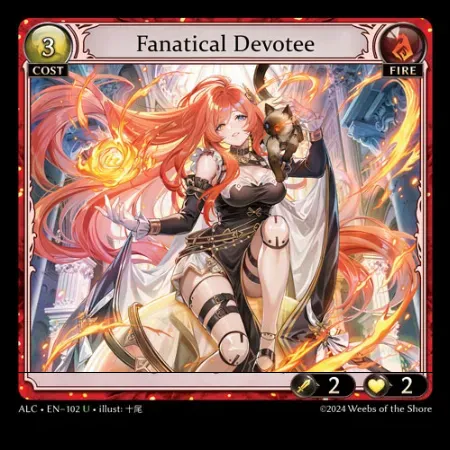 3
COST
Fanatical Devotee
FIRE
2
2
ALC • EN–102 U • illust: 十尾
©2024 Weebs of the Shore